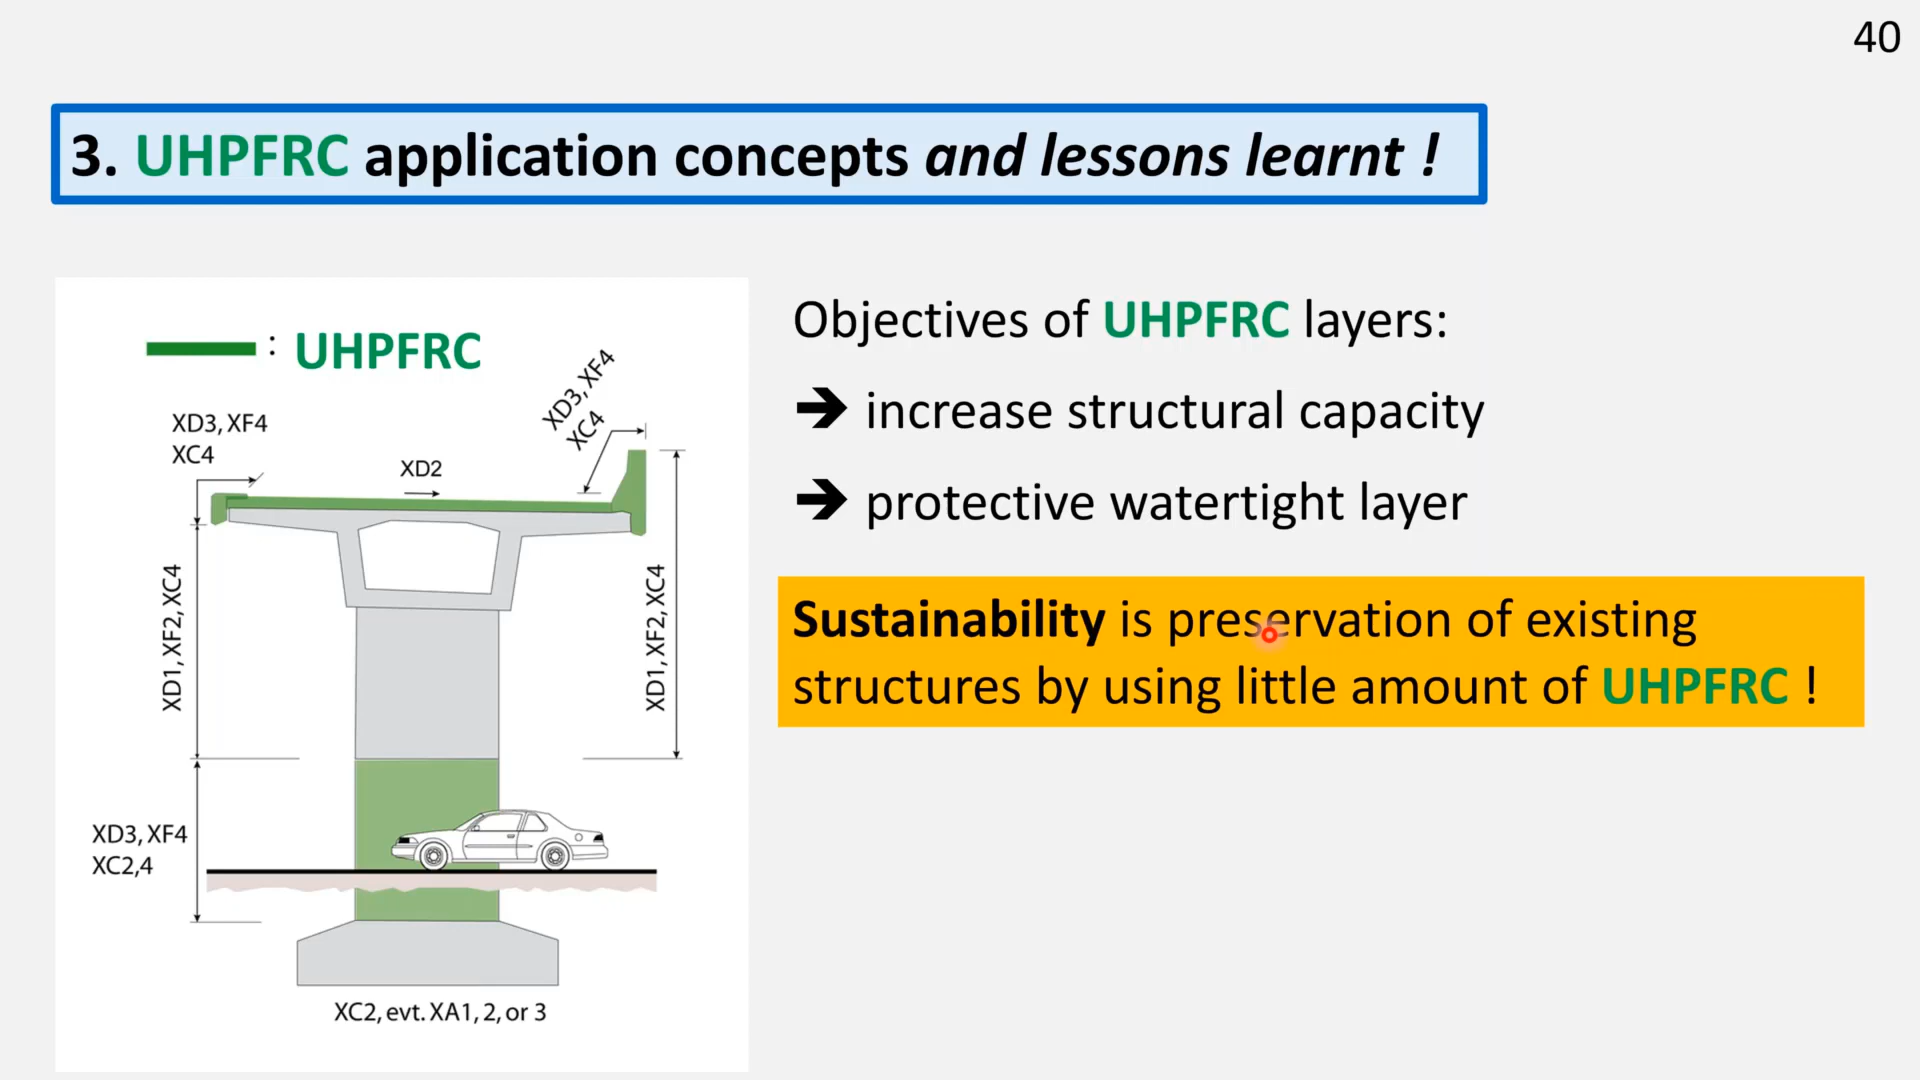 40
3. UHPFRC application concepts and lessons learnt !
: UHPFRC
XD3, XF4
XC4
XD3, XF4
XC4
XD2
XD1, XF2, XC4
XD1, XF2, XC4
XD3, XF4
XC2,4
XC2, evt. XA1, 2, or 3
Objectives of UHPFRC layers:
➔ increase structural capacity
➔ protective watertight layer
Sustainability is preservation of existing
structures by using little amount of UHPFRC !